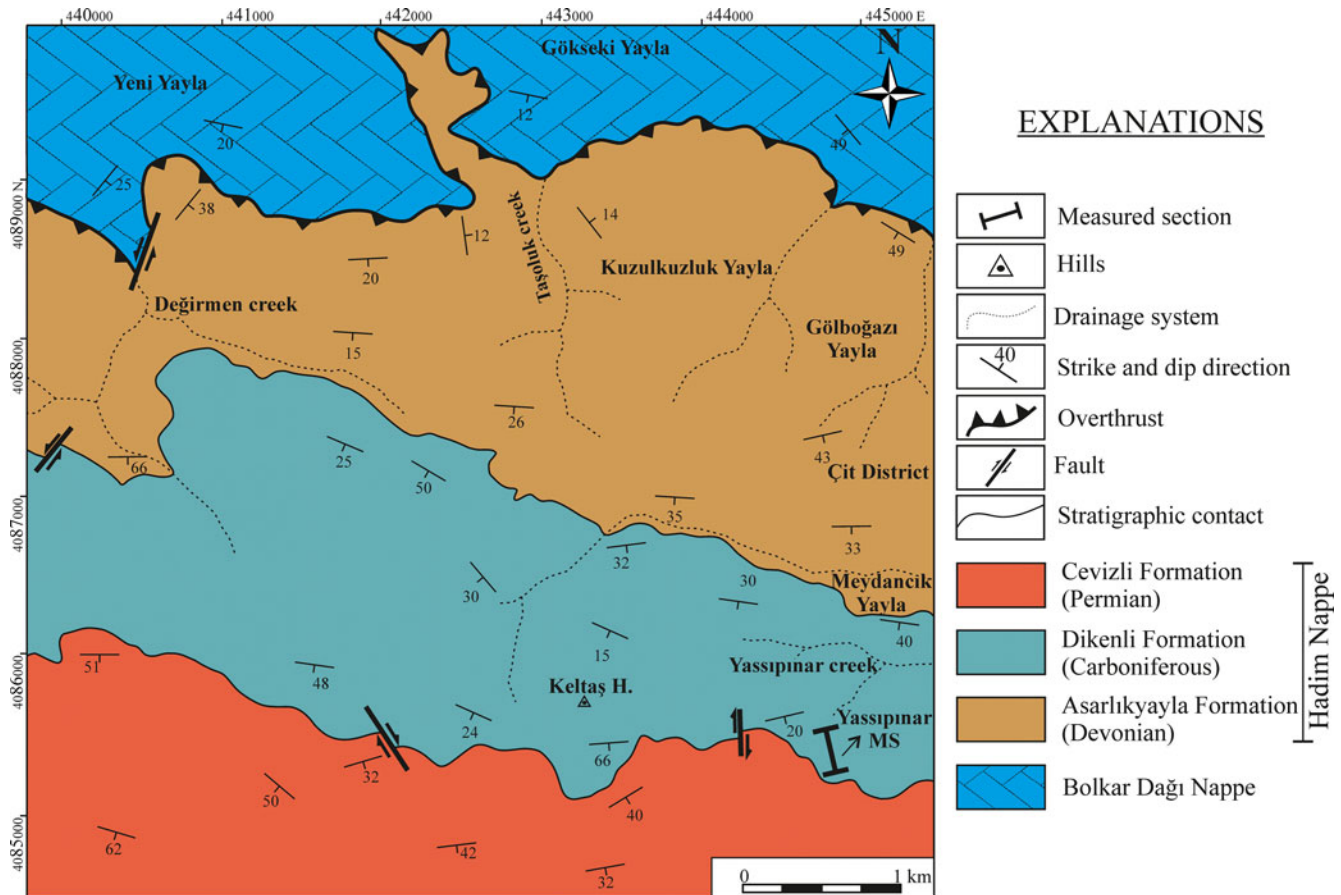 440000
441000
442000
443000
444000
445000 E
Gökseki Yayla
N
Yeni Yayla
12
20
49
25
EXPLANATIONS
4089000 N
38
Taşoluk creek
14
12
49
Measured section
20
Kuzulkuzluk Yayla
Hills
Değirmen creek
Drainage system
4088000
15
Gölboğazı
Yayla
40
Strike and dip direction
26
Overthrust
25
43
66
50
Çit District
Fault
4087000
35
Stratigraphic contact
33
32
30
30
Meydancık
Yayla
Cevizli Formation
(Permian)
40
15
4086000
51
48
Yassıpınar creek
Dikenli Formation
(Carboniferous)
Keltaş H.
24
20
Yassıpınar
MS
Asarlıkyayla Formation
(Devonian)
Hadim Nappe
66
32
50
40
Bolkar Dağı Nappe
4085000
62
42
32
0
1 km